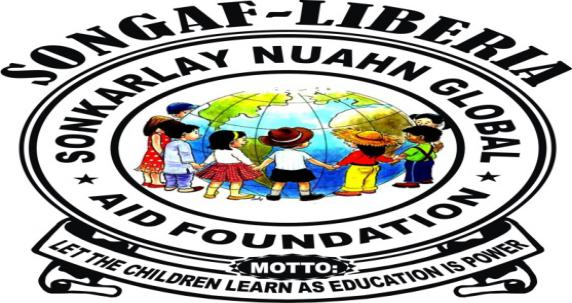 SONGAF-LIBERIA
SONKARLAY NUAHN GLOBAL
AID FOUNDATION
MOTTO:
LET THE CHILDREN LEARN AS EDUCATION IS POWER